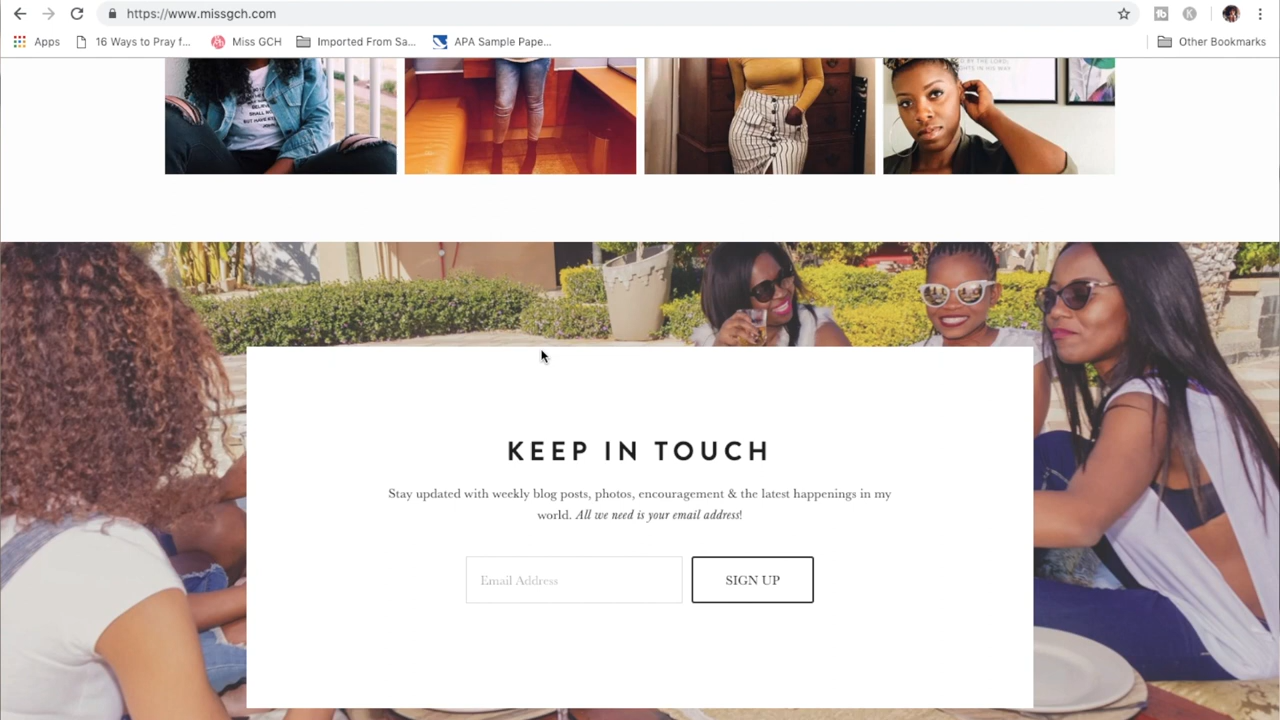 https://www.missgch.com
Apps 16 Ways to Pray f... Miss GCH Imported From Sa... APA Sample Pape... Other Bookmarks
KEEP IN TOUCH
Stay updated with weekly blog posts, photos, encouragement & the latest happenings in my
world. All we need is your email address!
Email Address SIGN UP